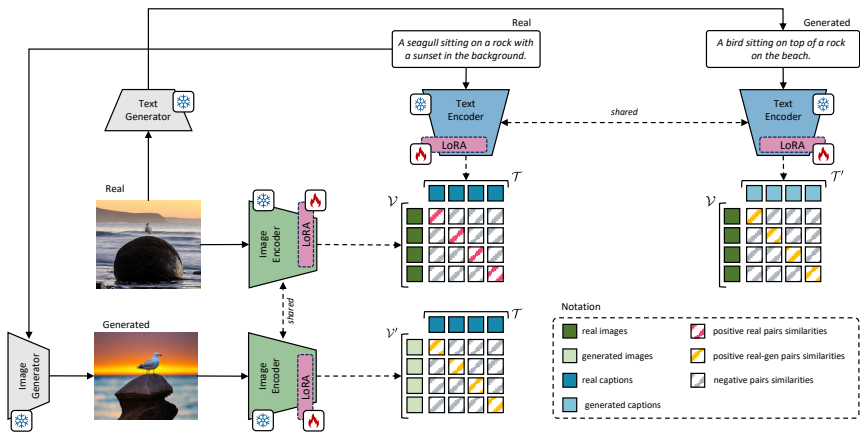 Real
Generated
A seagull sitting on a rock with
a sunset in the background.
A bird sitting on top of a rock
on the beach.
Text
Generator
Text
Encoder
LoRA
shared
Text
Encoder
LoRA
𝒯
𝒯′
Real
𝒱
𝒱
Image
Encoder
LoRA
shared
Generated
𝒯
𝒱′
Image
Generator
Image
Encoder
LoRA
Notation
real images
generated images
real captions
generated captions
positive real pairs similarities
positive real-gen pairs similarities
negative pairs similarities